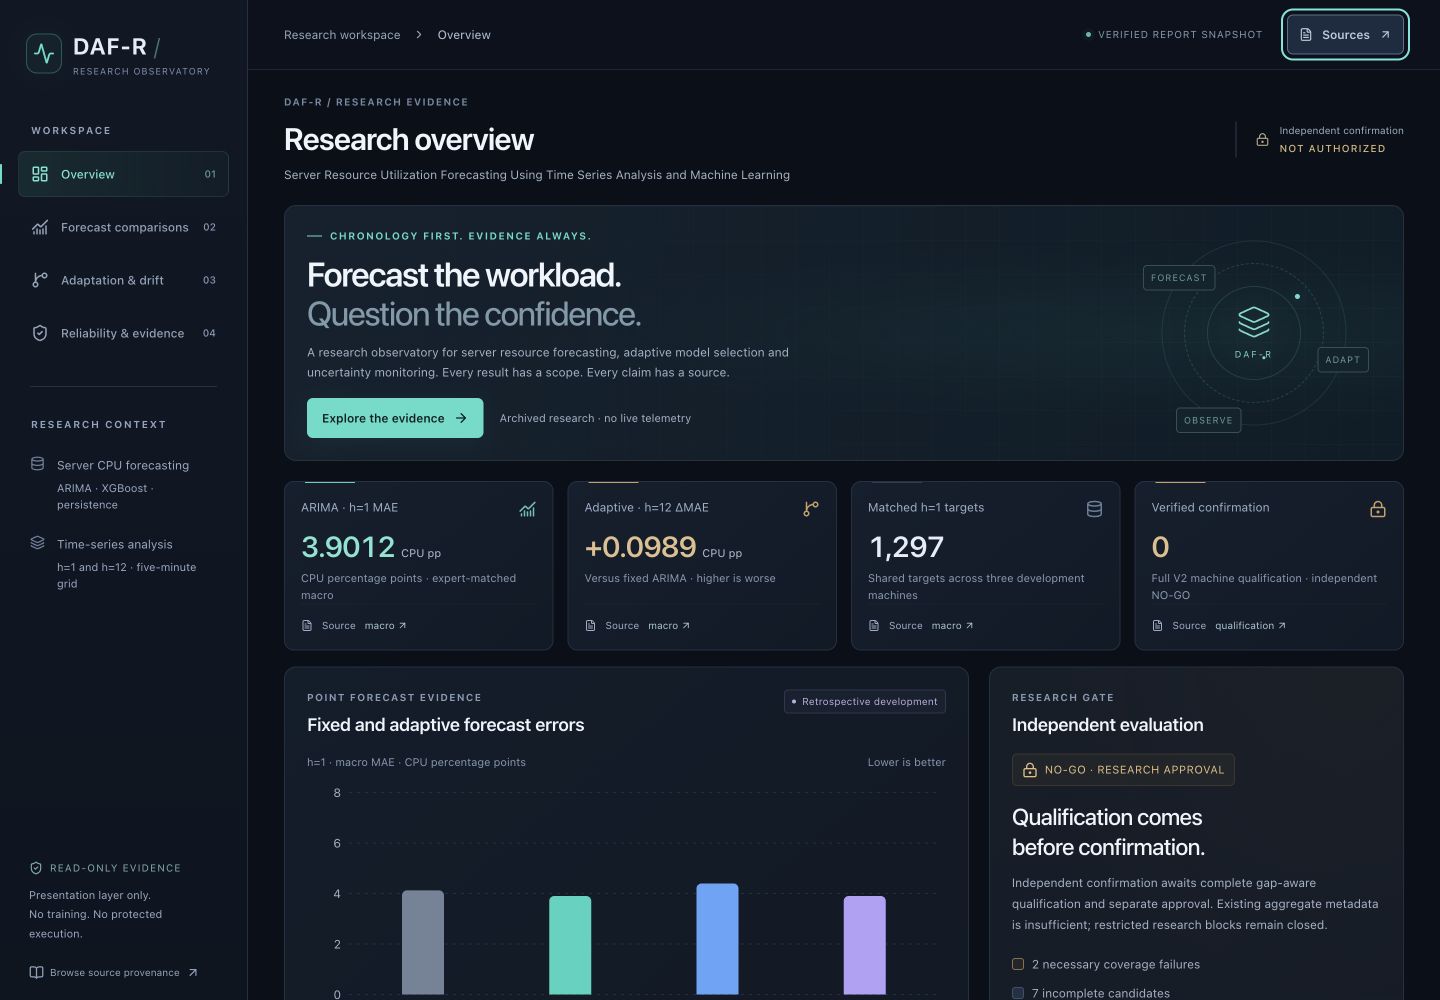 DAF-R /
RESEARCH OBSERVATORY
WORKSPACE
Overview 01
Forecast comparisons 02
Adaptation & drift 03
Reliability & evidence 04
RESEARCH CONTEXT
Server CPU forecasting
ARIMA · XGBoost ·
persistence
Time-series analysis
h=1 and h=12 · five-minute
grid
READ-ONLY EVIDENCE
Presentation layer only.
No training. No protected
execution.
Browse source provenance
Research workspace > Overview
VERIFIED REPORT SNAPSHOT
Sources
DAF-R / RESEARCH EVIDENCE
Research overview
Server Resource Utilization Forecasting Using Time Series Analysis and Machine Learning
Independent confirmation
NOT AUTHORIZED
CHRONOLOGY FIRST. EVIDENCE ALWAYS.
Forecast the workload.
Question the confidence.
A research observatory for server resource forecasting, adaptive model selection and
uncertainty monitoring. Every result has a scope. Every claim has a source.
Explore the evidence →
Archived research · no live telemetry
FORECAST
DAF-R
ADAPT
OBSERVE
ARIMA · h=1 MAE
3.9012 CPU pp
CPU percentage points · expert-matched
macro
Source macro ↗
Adaptive · h=12 ΔMAE
+0.0989 CPU pp
Versus fixed ARIMA · higher is worse
Source macro ↗
Matched h=1 targets
1,297
Shared targets across three development
machines
Source macro ↗
Verified confirmation
0
Full V2 machine qualification · independent
NO-GO
Source qualification ↗
POINT FORECAST EVIDENCE
Fixed and adaptive forecast errors
Retrospective development
h=1 · macro MAE · CPU percentage points
Lower is better
8
6
4
2
0
RESEARCH GATE
Independent evaluation
NO-GO · RESEARCH APPROVAL
Qualification comes
before confirmation.
Independent confirmation awaits complete gap-aware
qualification and separate approval. Existing aggregate metadata
is insufficient; restricted research blocks remain closed.
2 necessary coverage failures
7 incomplete candidates